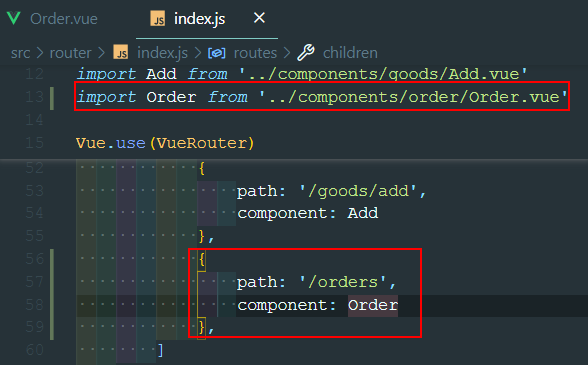 Order.vue index.js ×
src > router > JS index.js > routes > children
12 import Add from '../components/goods/Add.vue'
13 import Order from '../components/order/Order.vue'
14
15 Vue.use(VueRouter)
52 {
53 path: '/goods/add',
54 component: Add
55 },
56 {
57 path: '/orders',
58 component: Order
59 },
60 ]